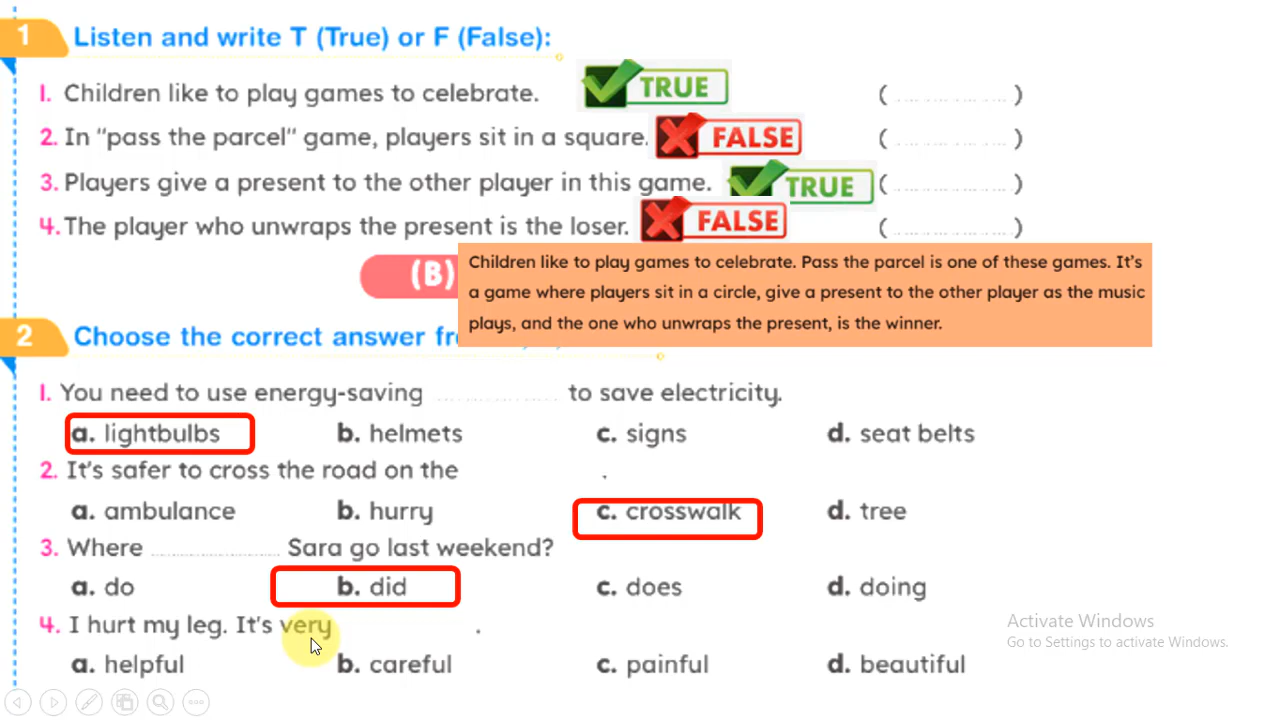 1 Listen and write T (True) or F (False):
1. Children like to play games to celebrate. TRUE ( .................... )
2. In "pass the parcel" game, players sit in a square. FALSE ( .................... )
3. Players give a present to the other player in this game. TRUE ( .................... )
4. The player who unwraps the present is the loser. FALSE ( .................... )
(B)
Children like to play games to celebrate. Pass the parcel is one of these games. It's
a game where players sit in a circle, give a present to the other player as the music
plays, and the one who unwraps the present, is the winner.
2 Choose the correct answer
1. You need to use energy-saving .................... to save electricity.
a. lightbulbs b. helmets c. signs d. seat belts
2. It's safer to cross the road on the .
a. ambulance b. hurry c. crosswalk d. tree
3. Where .................... Sara go last weekend?
a. do b. did c. does d. doing
4. I hurt my leg. It's very .
a. helpful b. careful c. painful d. beautiful
Activate Windows
Go to Settings to activate Windows.